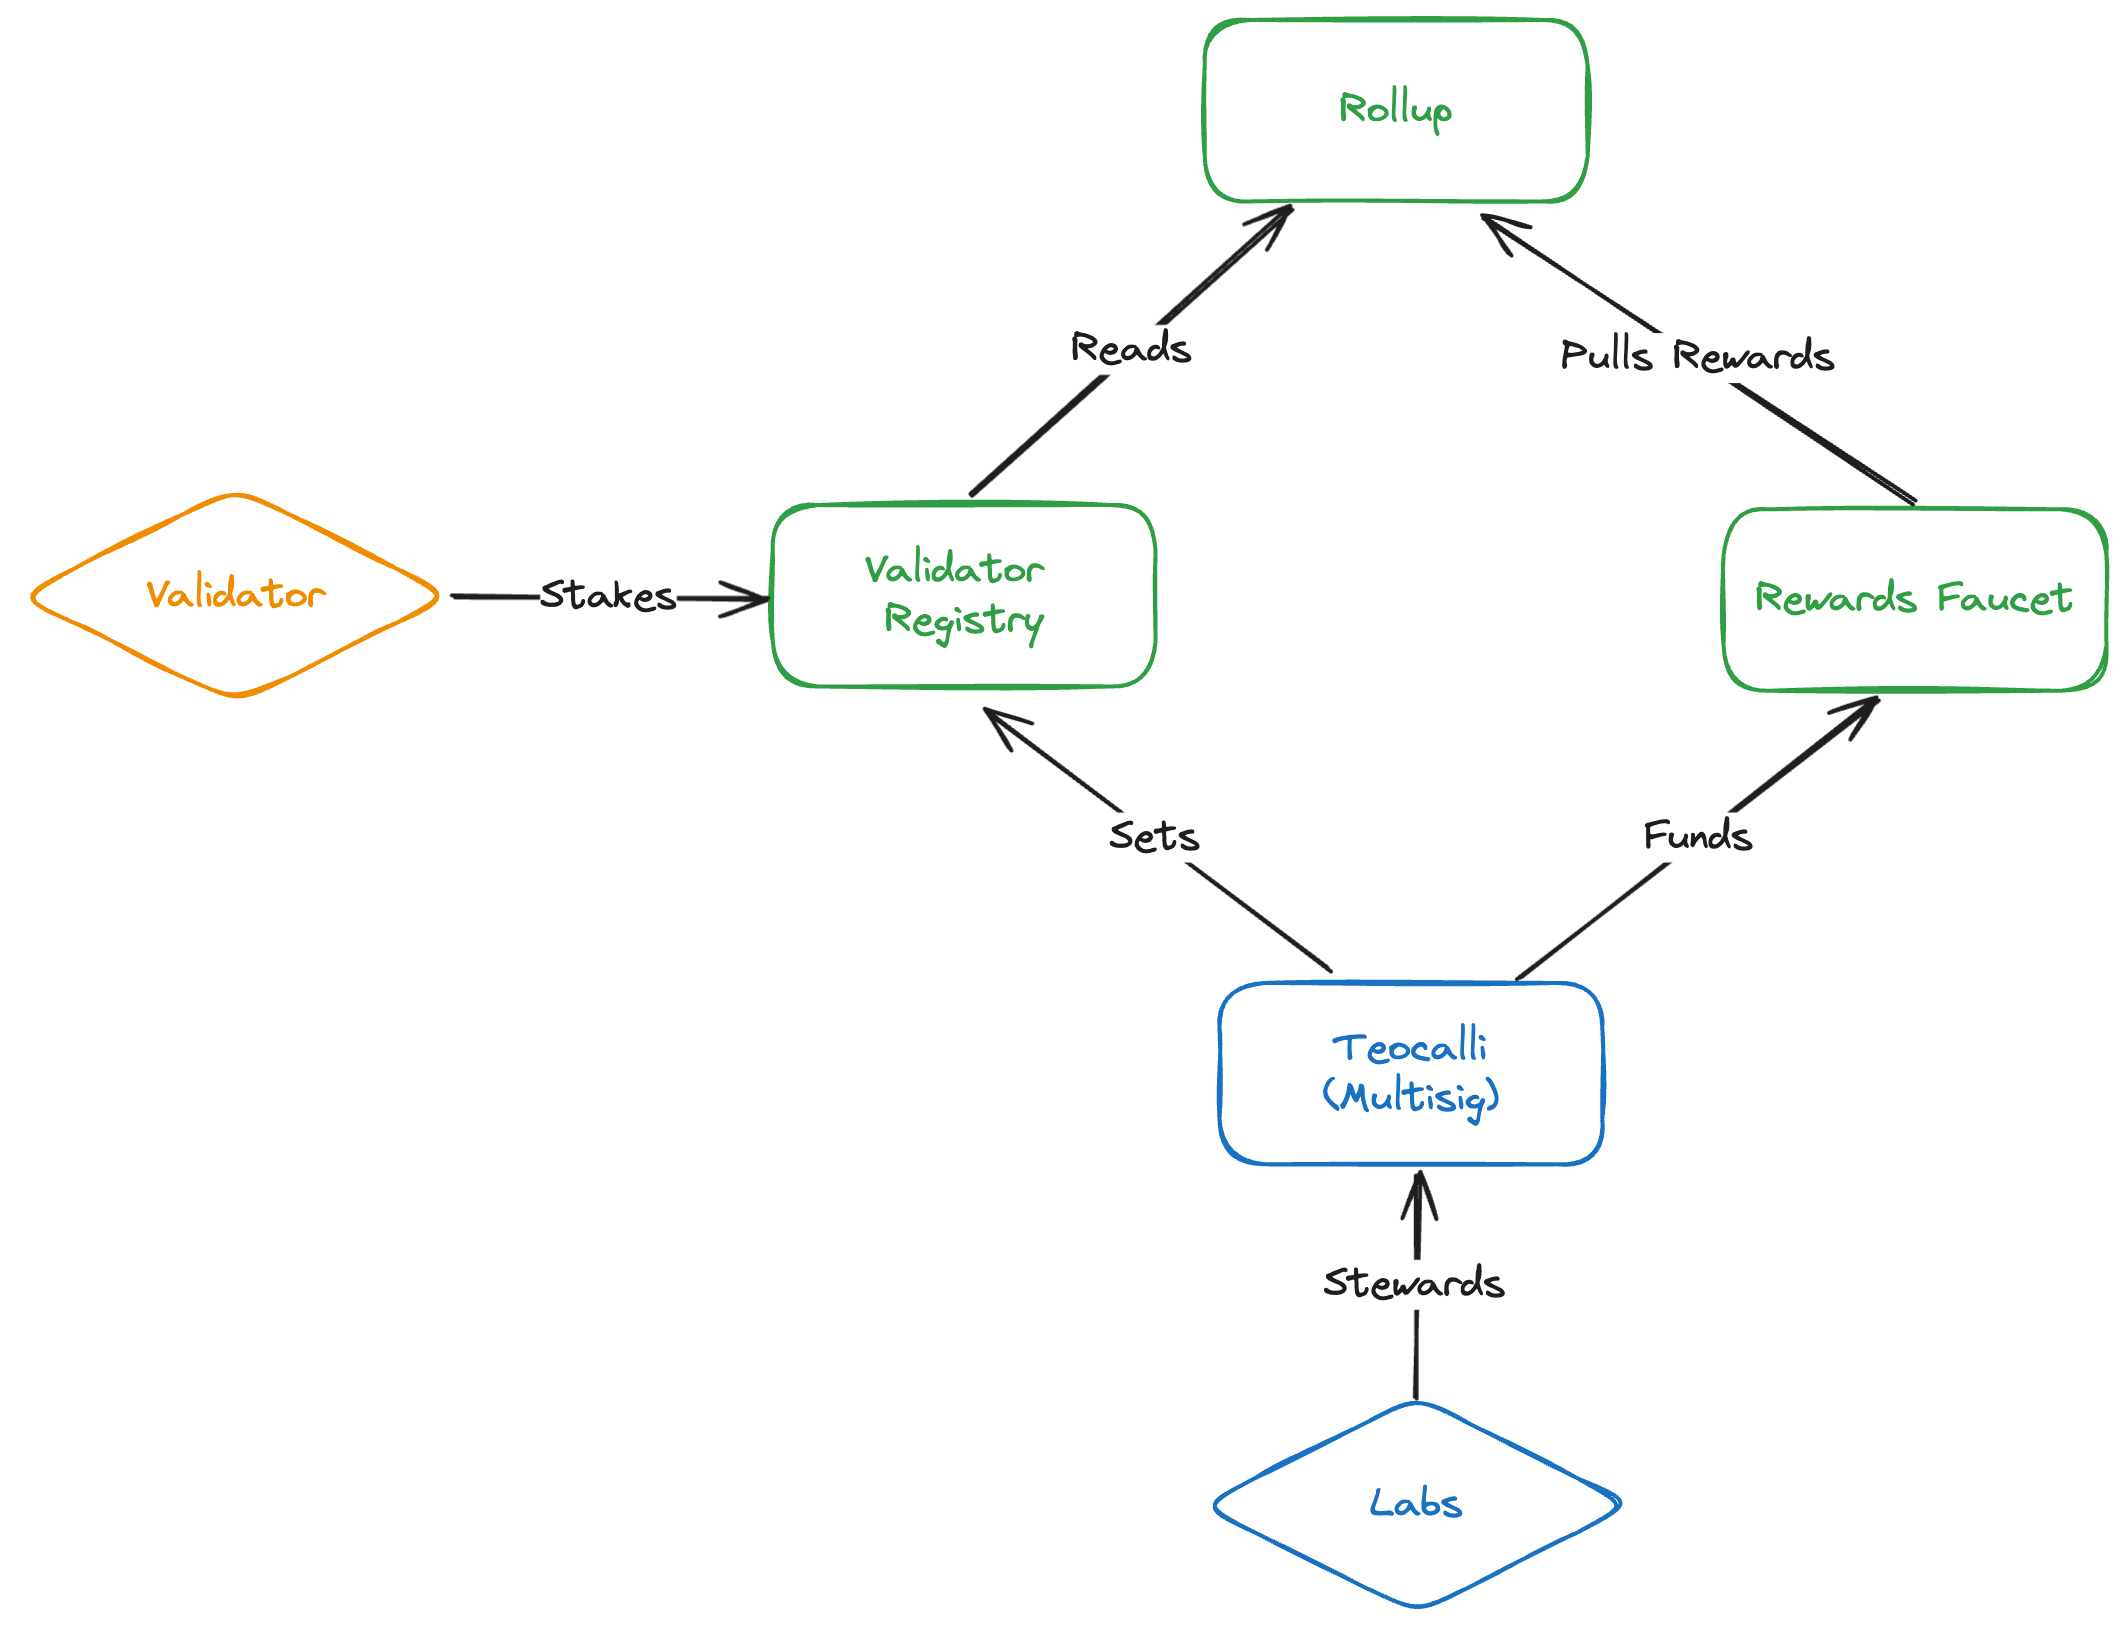 Rollup
Reads
Pulls Rewards
Validator
Stakes
Validator
Registry
Rewards Faucet
Sets
Funds
Teocalli
(Multisig)
Stewards
Labs